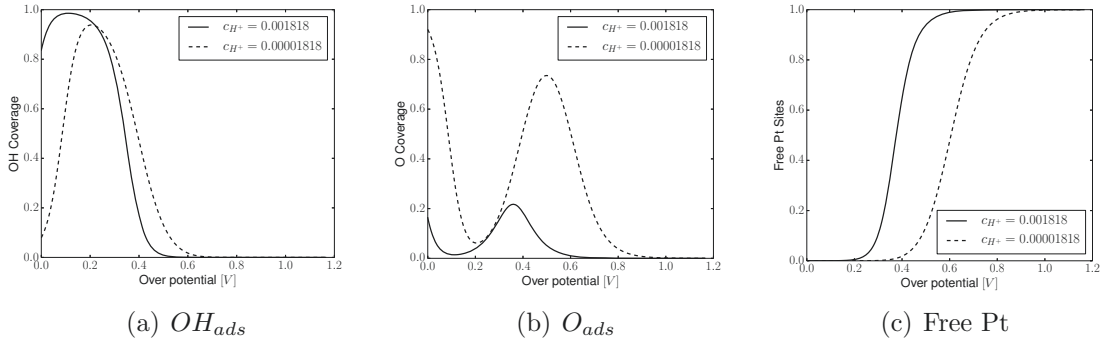 1.0
0.8
0.6
0.4
0.2
0.0
OH Coverage
0.0 0.2 0.4 0.6 0.8 1.0 1.2
Over potential [V]
c_{H^+} = 0.001818
c_{H^+} = 0.00001818
(a) OH_{ads}
1.0
0.8
0.6
0.4
0.2
0.0
O Coverage
0.0 0.2 0.4 0.6 0.8 1.0 1.2
Over potential [V]
c_{H^+} = 0.001818
c_{H^+} = 0.00001818
(b) O_{ads}
1.0
0.8
0.6
0.4
0.2
0.0
Free Pt Sites
0.0 0.2 0.4 0.6 0.8 1.0 1.2
Over potential [V]
c_{H^+} = 0.001818
c_{H^+} = 0.00001818
(c) Free Pt